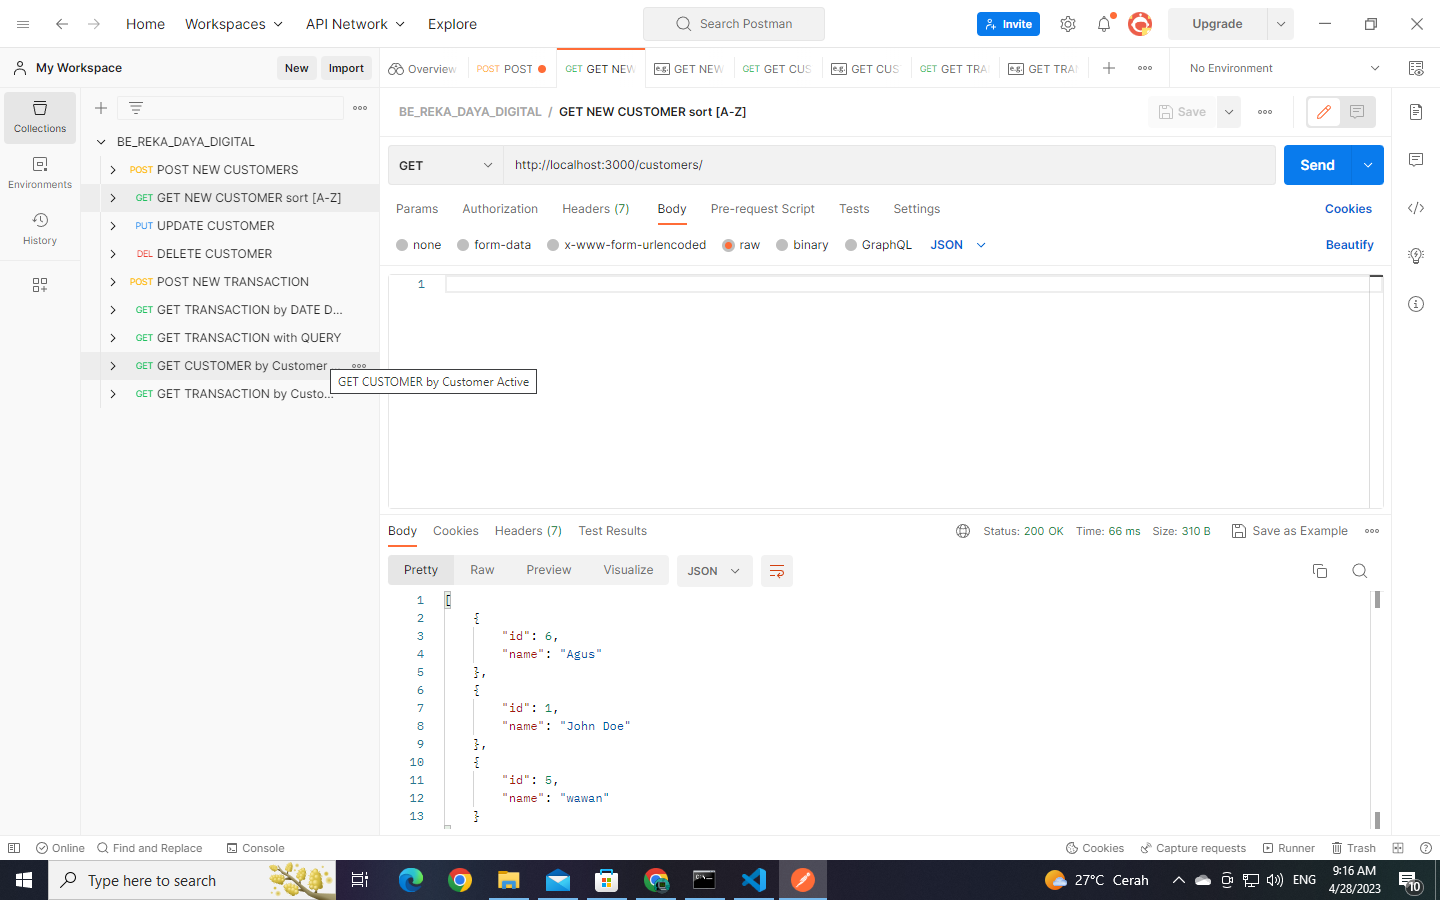 Home Workspaces API Network Explore Search Postman Invite Upgrade
My Workspace New Import Overview POST POST GET GET NEW e.g. GET NEW GET GET CUS e.g. GET CUS GET GET TRA e.g. GET TRA No Environment
Collections
Environments
History
BE_REKA_DAYA_DIGITAL
POST POST NEW CUSTOMERS
GET GET NEW CUSTOMER sort [A-Z]
PUT UPDATE CUSTOMER
DEL DELETE CUSTOMER
POST POST NEW TRANSACTION
GET GET TRANSACTION by DATE D...
GET GET TRANSACTION with QUERY
GET GET CUSTOMER by Customer
GET CUSTOMER by Customer Active
GET GET TRANSACTION by Custo...
BE_REKA_DAYA_DIGITAL / GET NEW CUSTOMER sort [A-Z] Save
GET http://localhost:3000/customers/ Send
Params Authorization Headers (7) Body Pre-request Script Tests Settings Cookies
none form-data x-www-form-urlencoded raw binary GraphQL JSON Beautify
1
Body Cookies Headers (7) Test Results Status: 200 OK Time: 66 ms Size: 310 B Save as Example
Pretty Raw Preview Visualize JSON
1 [
2 {
3 "id": 6,
4 "name": "Agus"
5 },
6 {
7 "id": 1,
8 "name": "John Doe"
9 },
10 {
11 "id": 5,
12 "name": "wawan"
13 }
Online Find and Replace Console Cookies Capture requests Runner Trash
Type here to search 27°C Cerah ENG 9:16 AM
4/28/2023 10